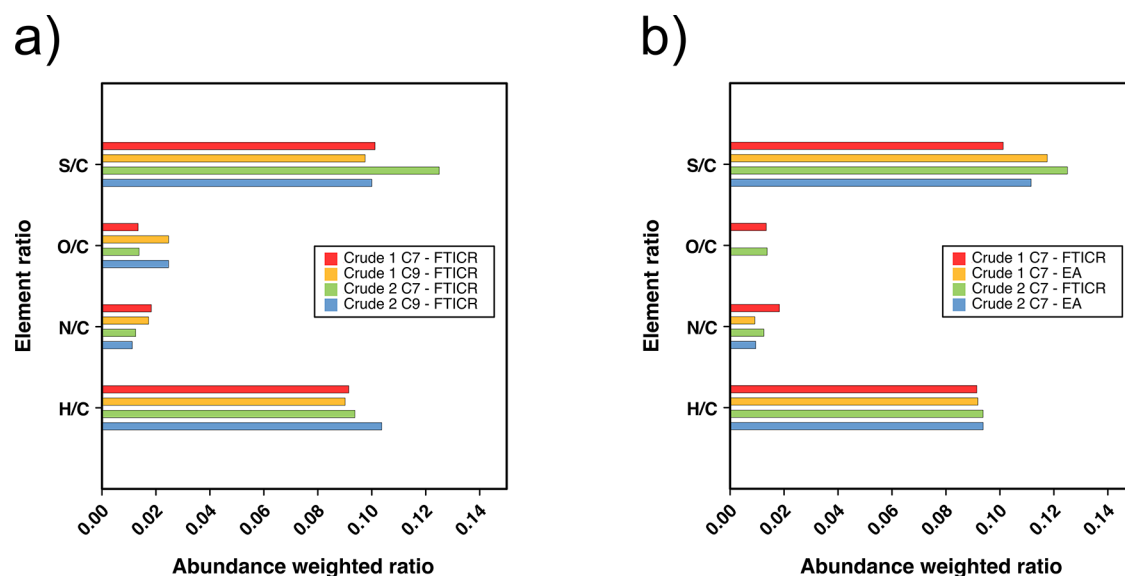 a)
S/C
O/C
N/C
H/C
Element ratio
Crude 1 C7 - FTICR
Crude 1 C9 - FTICR
Crude 2 C7 - FTICR
Crude 2 C9 - FTICR
0.00 0.02 0.04 0.06 0.08 0.10 0.12 0.14
Abundance weighted ratio
b)
S/C
O/C
N/C
H/C
Element ratio
Crude 1 C7 - FTICR
Crude 1 C7 - EA
Crude 2 C7 - FTICR
Crude 2 C7 - EA
0.00 0.02 0.04 0.06 0.08 0.10 0.12 0.14
Abundance weighted ratio